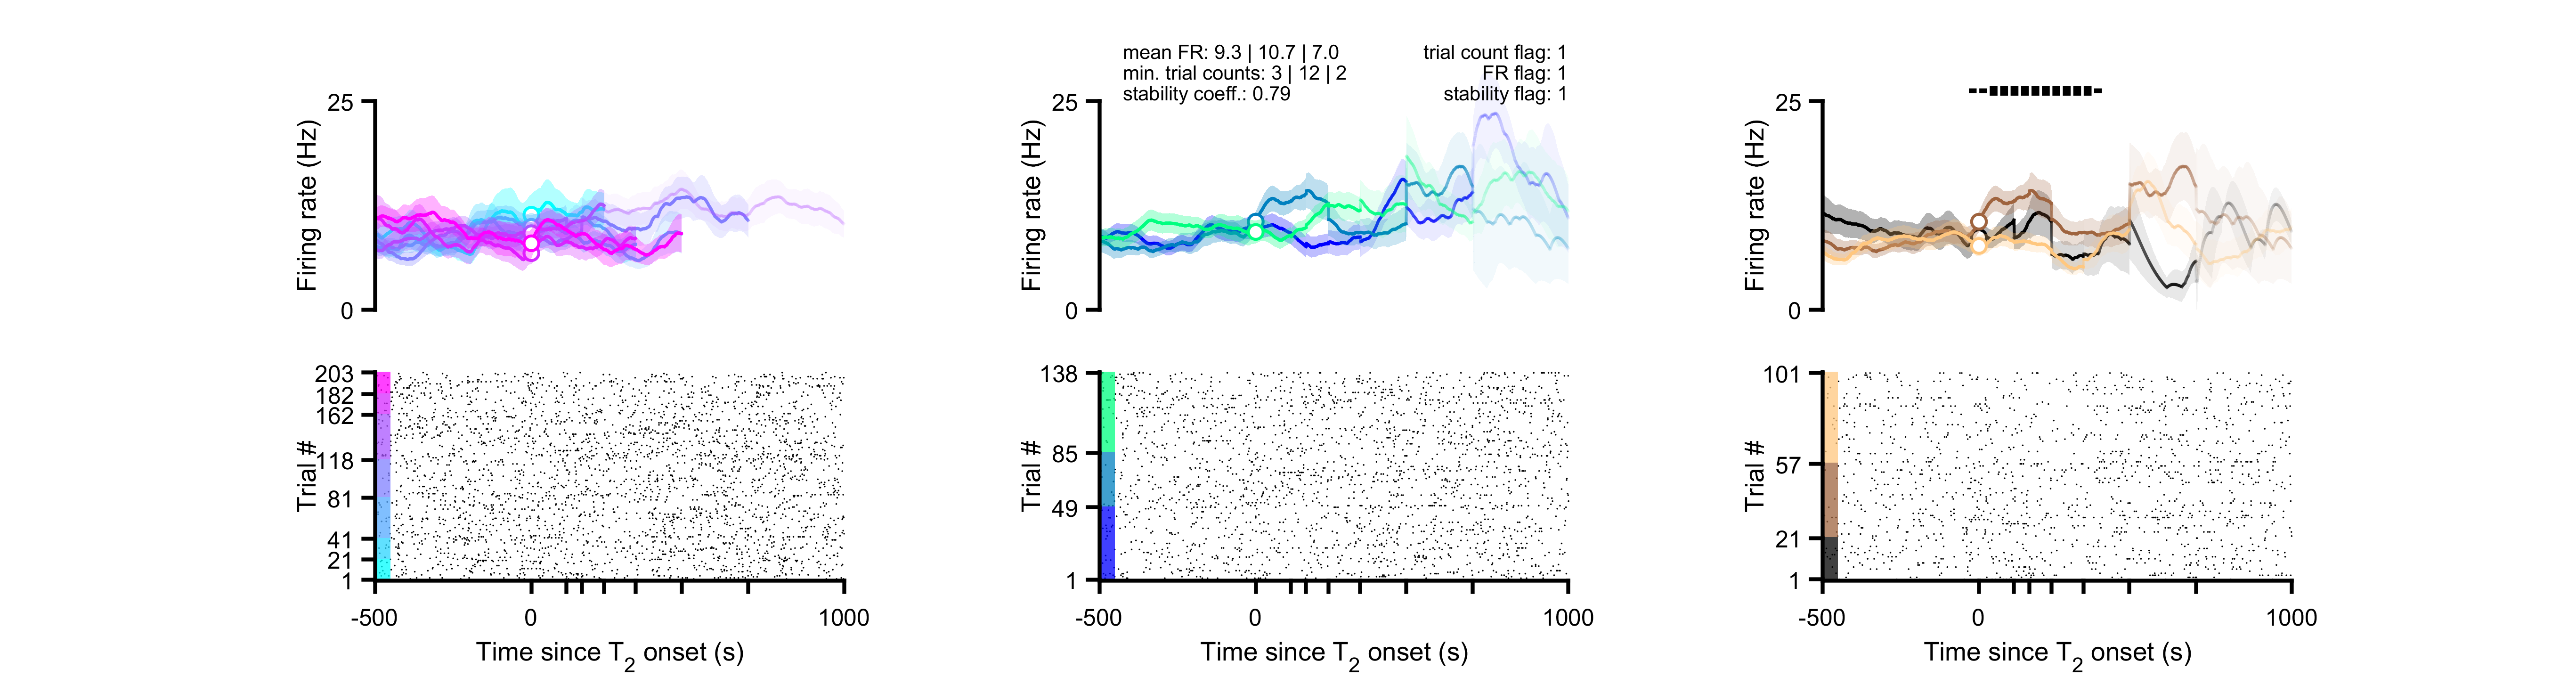 mean FR: 9.3 | 10.7 | 7.0
min. trial counts: 3 | 12 | 2
stability coeff.: 0.79
trial count flag: 1
FR flag: 1
stability flag: 1
25
Firing rate (Hz)
0
25
Firing rate (Hz)
0
25
Firing rate (Hz)
0
203
182
162
118
81
41
21
1
Trial #
-500
0
1000
Time since T2 onset (s)
138
85
49
1
Trial #
-500
0
1000
Time since T2 onset (s)
101
57
21
1
Trial #
-500
0
1000
Time since T2 onset (s)